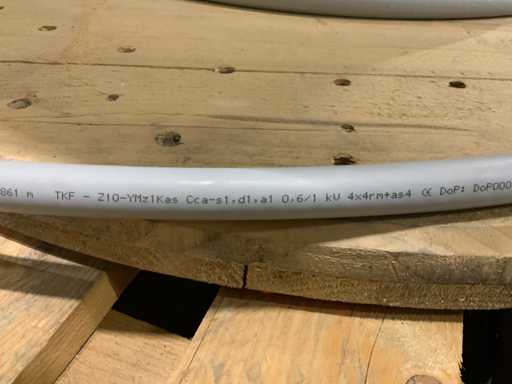 861 m TKF - Z10-YMz1Kas Cca-s1,d1,a1 0,6/1 kV 4x4rm+as4 CE DoP: DoP000